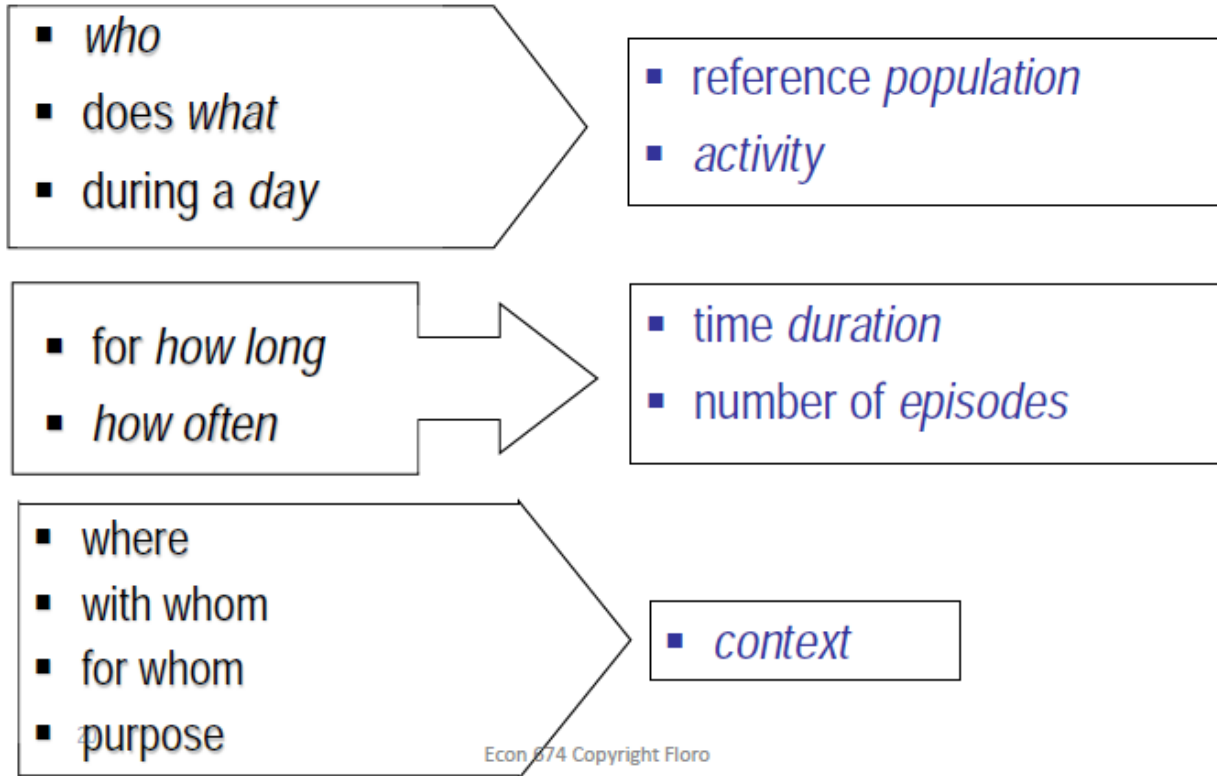 ▪ who
▪ does what
▪ during a day
▪ reference population
▪ activity
▪ for how long
▪ how often
▪ time duration
▪ number of episodes
▪ where
▪ with whom
▪ for whom
▪ purpose
▪ context
Econ 674 Copyright Floro